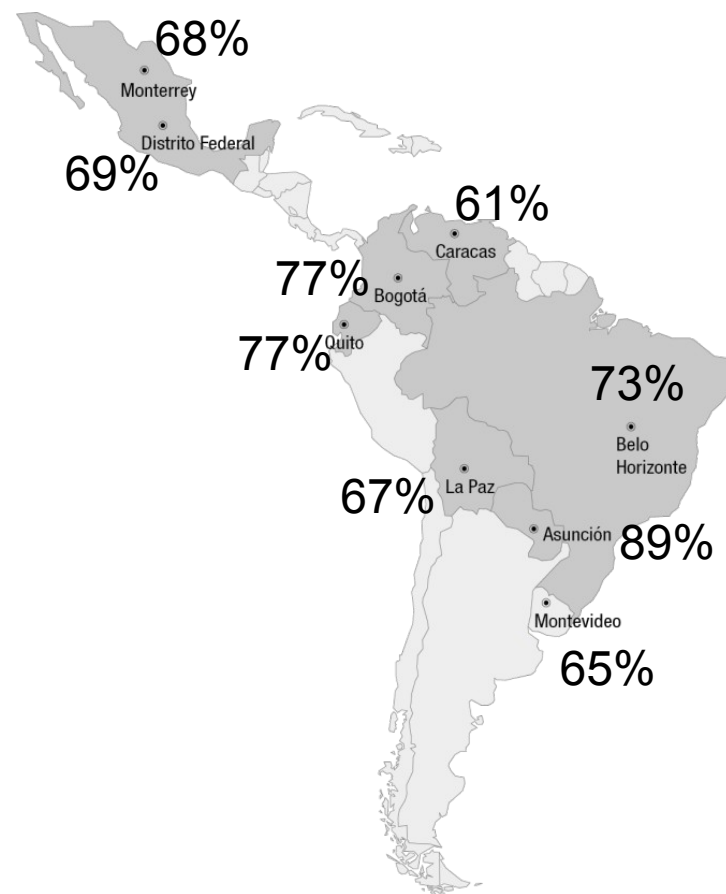 68%
Monterrey
Distrito Federal
69%
61%
Caracas
77%
Bogotá
Quito
77%
73%
Belo
Horizonte
La Paz
67%
Asunción
89%
Montevideo
65%